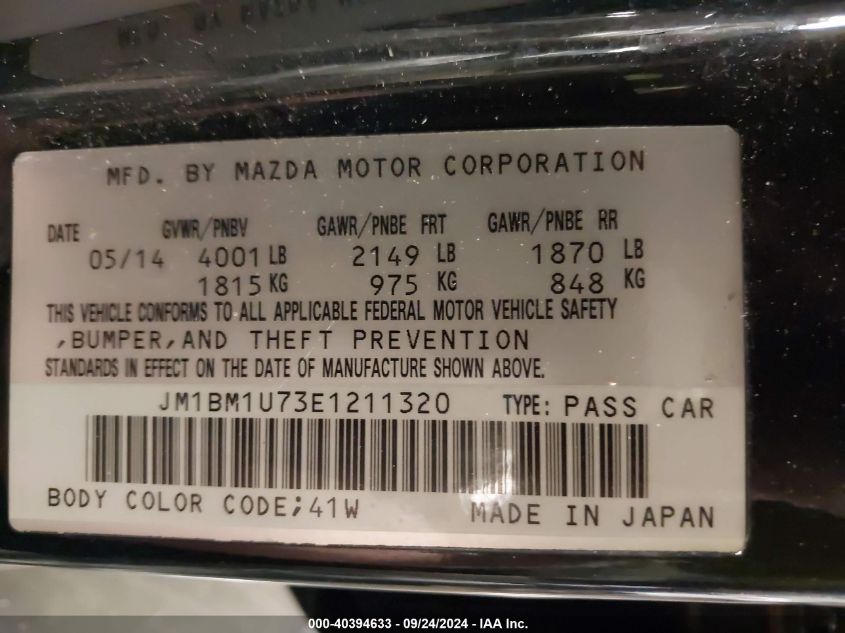 MFD. BY MAZDA MOTOR CORPORATION
DATE GVWR/PNBV GAWR/PNBE FRT GAWR/PNBE RR
05/14 4001 LB 2149 LB 1870 LB
1815 KG 975 KG 848 KG
THIS VEHICLE CONFORMS TO ALL APPLICABLE FEDERAL MOTOR VEHICLE SAFETY
,BUMPER,AND THEFT PREVENTION
STANDARDS IN EFFECT ON THE DATE OF MANUFACTURE SHOWN ABOVE.
JM1BM1U73E1211320 TYPE: PASS CAR
BODY COLOR CODE;41W MADE IN JAPAN
000-40394633 - 09/24/2024 - IAA Inc.